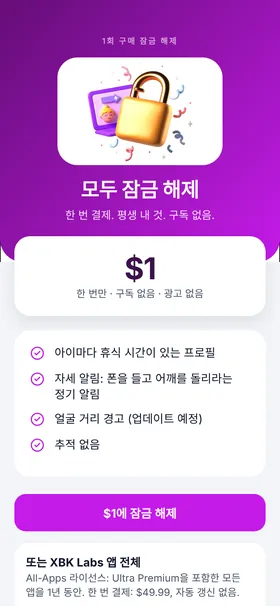 1회 구매 잠금 해제
모두 잠금 해제
한 번 결제. 평생 내 것. 구독 없음.
$1
한 번만 · 구독 없음 · 광고 없음
아이마다 휴식 시간이 있는 프로필
자세 알림: 폰을 들고 어깨를 돌리라는
정기 알림
얼굴 거리 경고 (업데이트 예정)
추적 없음
$1에 잠금 해제
또는 XBK Labs 앱 전체
All-Apps 라이선스: Ultra Premium을 포함한 모든
앱을 1년 동안. 한 번 결제: $49.99, 자동 갱신 없음.